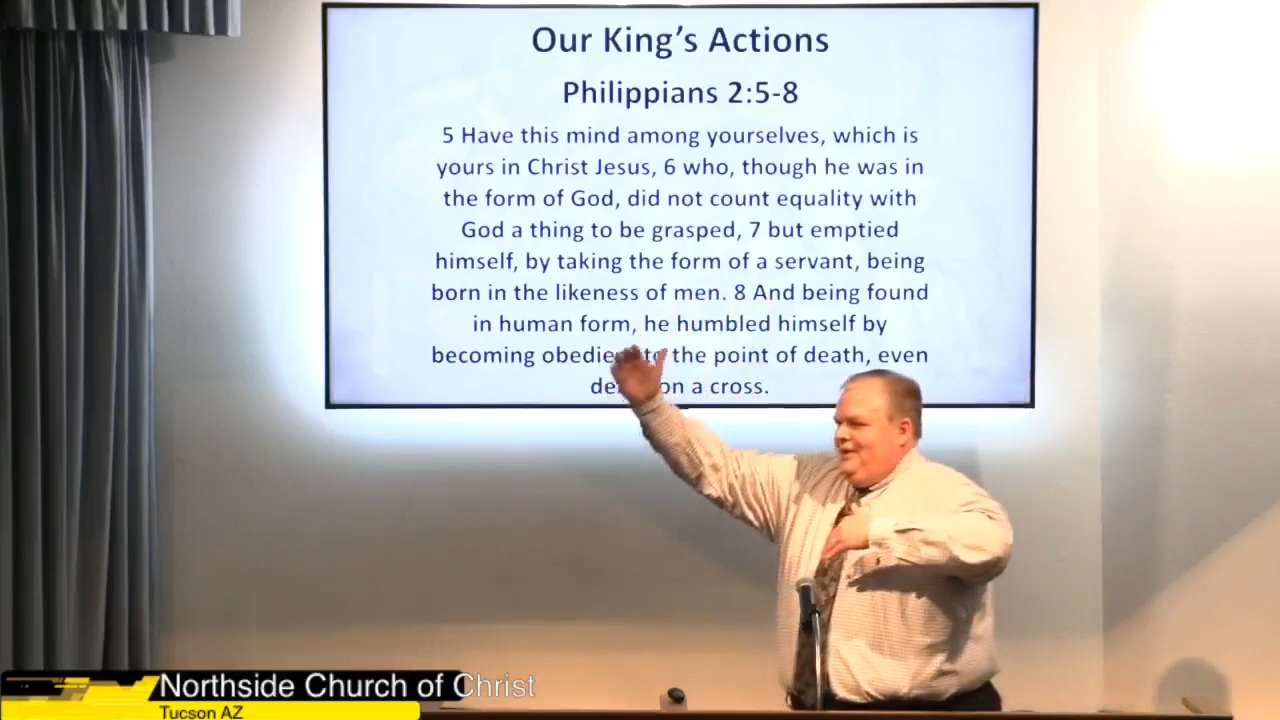 Our King's Actions
Philippians 2:5-8
5 Have this mind among yourselves, which is
yours in Christ Jesus, 6 who, though he was in
the form of God, did not count equality with
God a thing to be grasped, 7 but emptied
himself, by taking the form of a servant, being
born in the likeness of men. 8 And being found
in human form, he humbled himself by
becoming to the point of death, even
on a cross.
Northside Church of Christ
Tucson AZ